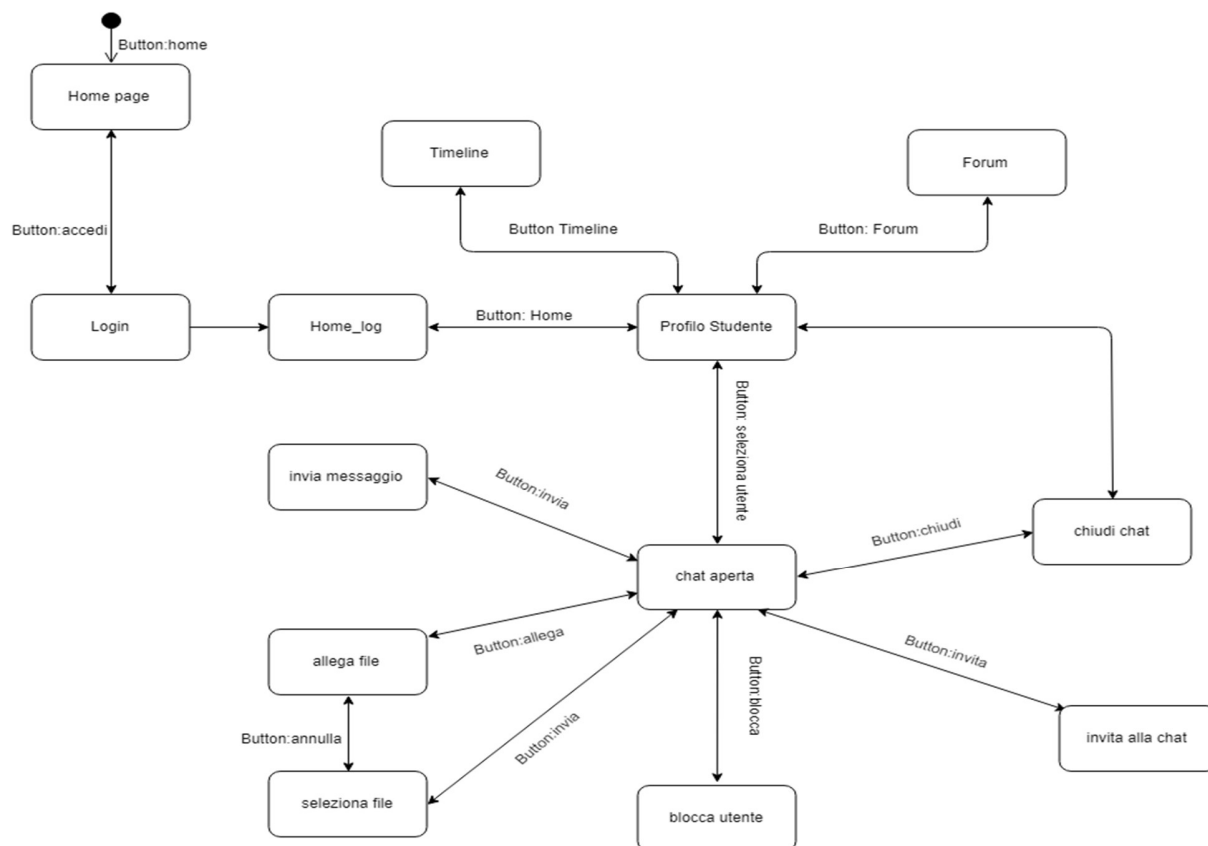 Button:home
Home page
Timeline
Forum
Button:accedi
Button Timeline
Button: Forum
Login
Home_log
Button: Home
Profilo Studente
Button: seleziona utente
invia messaggio
Button:invia
chiudi chat
Button:chiudi
chat aperta
Button:allega
allega file
Button:invita
Button:blocca
Button:invia
Button:annulla
invita alla chat
seleziona file
blocca utente